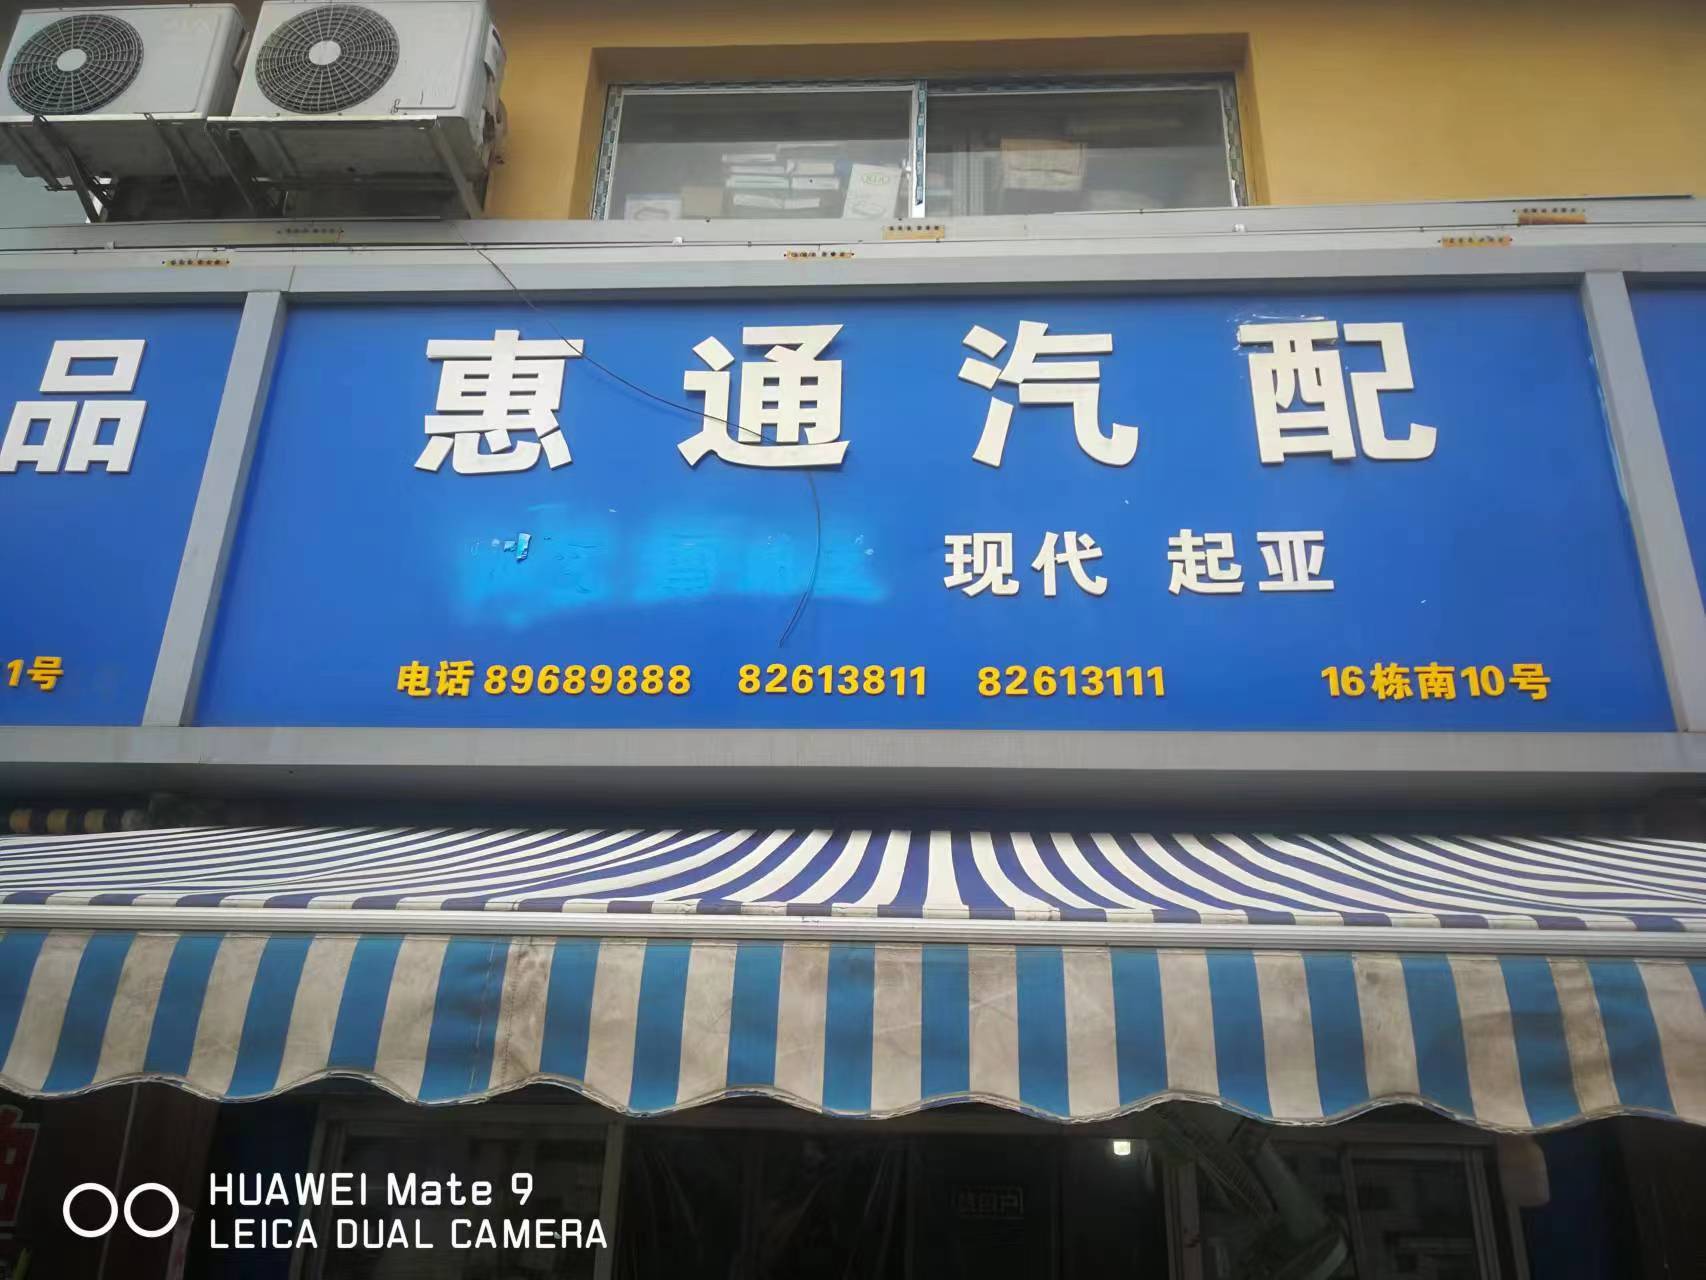 品
惠通汽配
现代 起亚
1号
电话 89689888 82613811 82613111 16栋南10号
HUAWEI Mate 9
LEICA DUAL CAMERA